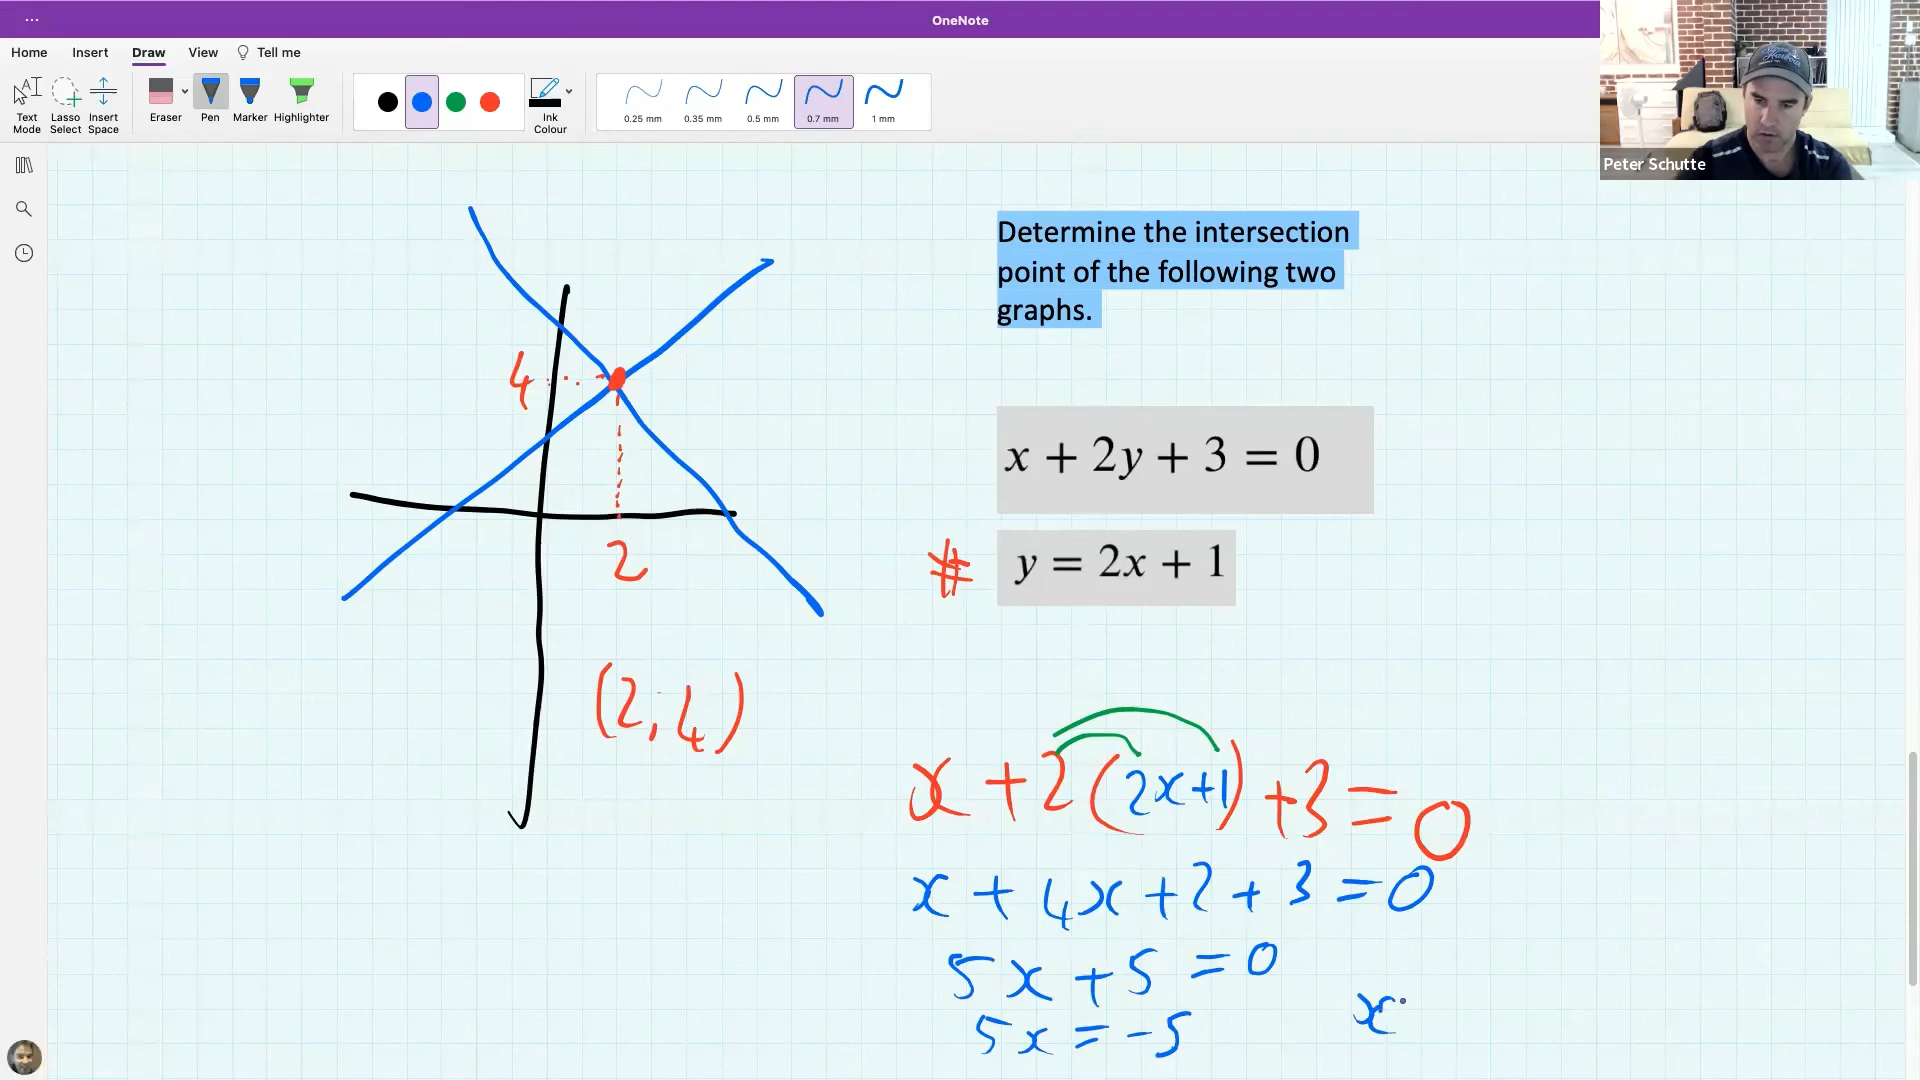 OneNote
Home Insert Draw View Tell me
Text Mode
Lasso Select
Insert Space
Eraser
Pen
Marker
Highlighter
Ink Colour
0.25 mm
0.35 mm
0.5 mm
0.7 mm
1 mm
Peter Schutte
Determine the intersection
point of the following two
graphs.
4
x + 2y + 3 = 0
2
# y = 2x + 1
(2,4)
x + 2(2x+1) + 3 = 0
x + 4x + 2 + 3 = 0
5x + 5 = 0
5x = -5
x